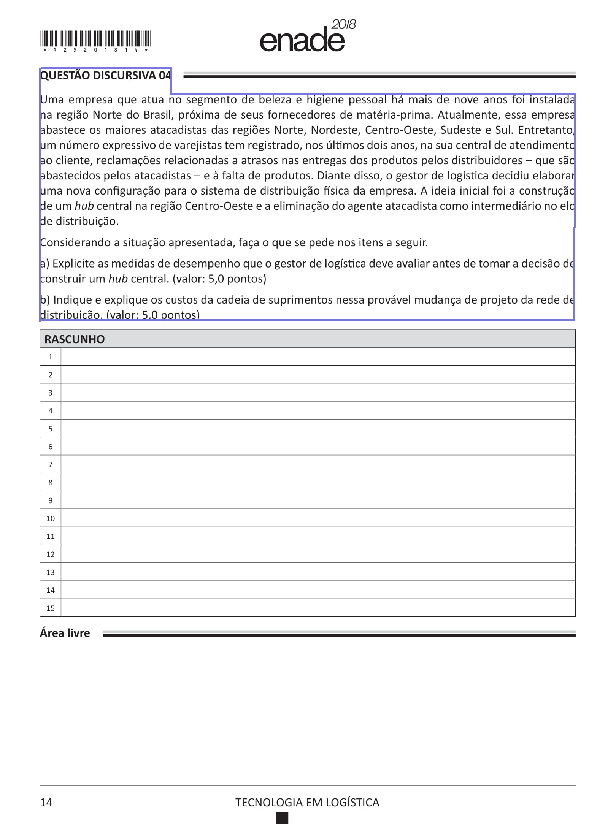 *R2920181 4*
enade 2018
QUESTÃO DISCURSIVA 04
Uma empresa que atua no segmento de beleza e higiene pessoal há mais de nove anos foi instalada
na região Norte do Brasil, próxima de seus fornecedores de matéria-prima. Atualmente, essa empresa
abastece os maiores atacadistas das regiões Norte, Nordeste, Centro-Oeste, Sudeste e Sul. Entretanto,
um número expressivo de varejistas tem registrado, nos últimos dois anos, na sua central de atendimento
ao cliente, reclamações relacionadas a atrasos nas entregas dos produtos pelos distribuidores – que são
abastecidos pelos atacadistas – e à falta de produtos. Diante disso, o gestor de logística decidiu elaborar
uma nova configuração para o sistema de distribuição física da empresa. A ideia inicial foi a construção
de um hub central na região Centro-Oeste e a eliminação do agente atacadista como intermediário no elo
de distribuição.
Considerando a situação apresentada, faça o que se pede nos itens a seguir.
a) Explicite as medidas de desempenho que o gestor de logística deve avaliar antes de tomar a decisão de
construir um hub central. (valor: 5,0 pontos)
b) Indique e explique os custos da cadeia de suprimentos nessa provável mudança de projeto da rede de
distribuição. (valor: 5,0 pontos)
RASCUNHO
1
2
3
4
5
6
7
8
9
10
11
12
13
14
15
Área livre
14 TECNOLOGIA EM LOGÍSTICA